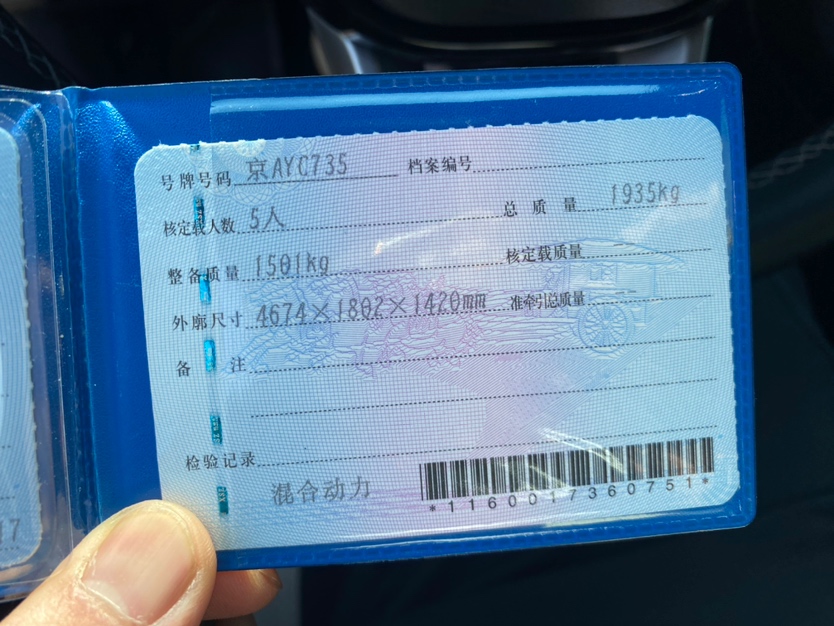 号牌号码 京AYC735 档案编号
核定载人数 5人 总质量 1935kg
整备质量 1501kg 核定载质量
外廓尺寸 4674×1802×1420mm 准牵引总质量
备注
检验记录
混合动力
*1160017360751*
17